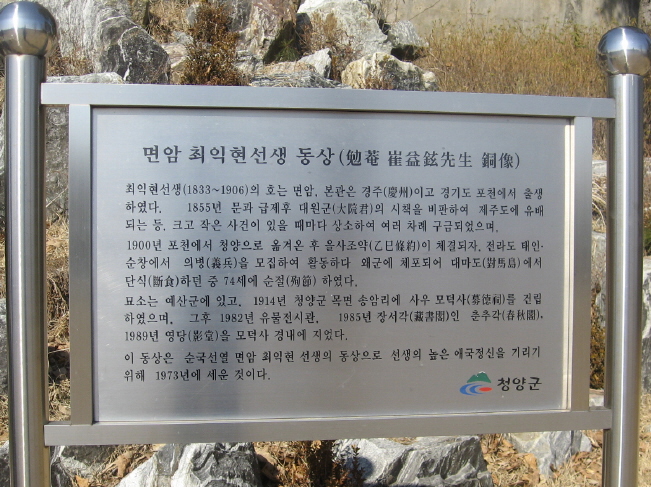 면암 최익현선생 동상(勉菴 崔益鉉先生 銅像)
최익현선생(1833~1906)의 호는 면암, 본관은 경주(慶州)이고 경기도 포천에서 출생
하였다. 1855년 문과 급제후 대원군(大院君)의 시책을 비판하여 제주도에 유배
되는 등, 크고 작은 사건이 있을 때마다 상소하여 여러 차례 구금되었으며,
1900년 포천에서 청양으로 옮겨온 후 을사조약(乙巳條約)이 체결되자, 전라도 태인·
순창에서 의병(義兵)을 모집하여 활동하다 왜군에 체포되어 대마도(對馬島)에서
단식(斷食)하던 중 74세에 순절(殉節) 하였다.
묘소는 예산군에 있고, 1914년 청양군 목면 송암리에 사우 모덕사(慕德祠)를 건립
하였으며, 그후 1982년 유물전시관, 1985년 장서각(藏書閣)인 춘추각(春秋閣),
1989년 영당(影堂)을 모덕사 경내에 지었다.
이 동상은 순국선열 면암 최익현 선생의 동상으로 선생의 높은 애국정신을 기리기
위해 1973년에 세운 것이다.
청양군